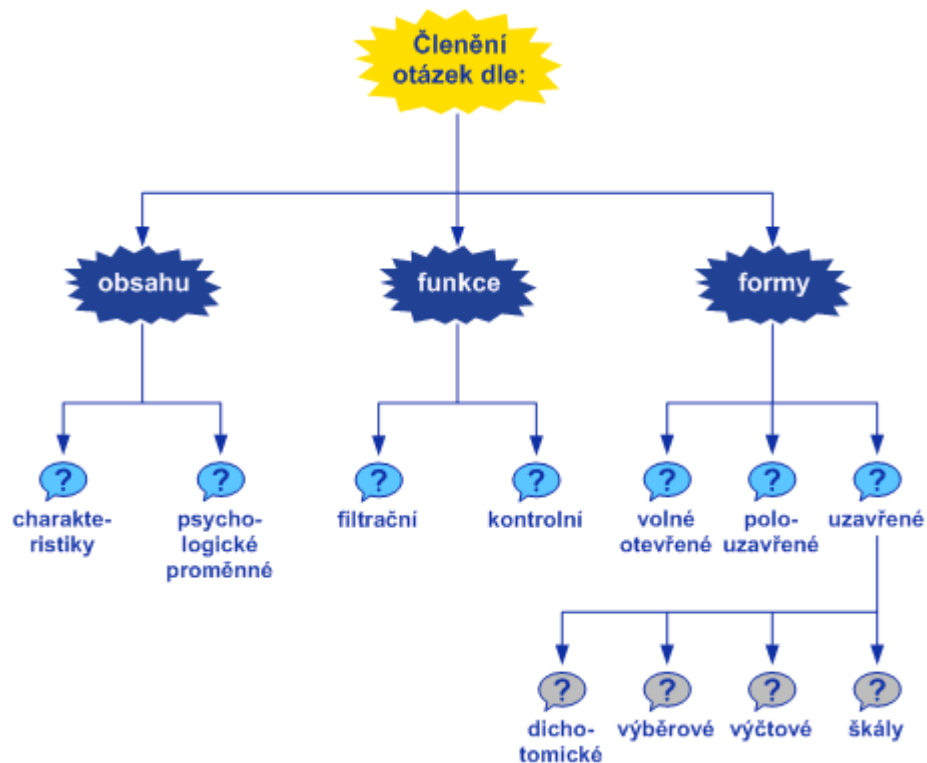 Členění
otázek dle:
obsahu
funkce
formy
?
?
?
?
?
?
?
charakte-
ristiky
psycho-
logické
proměnné
filtrační
kontrolní
volné
otevřené
polo-
uzavřené
uzavřené
?
?
?
?
dicho-
tomické
výběrové
výčtové
škály